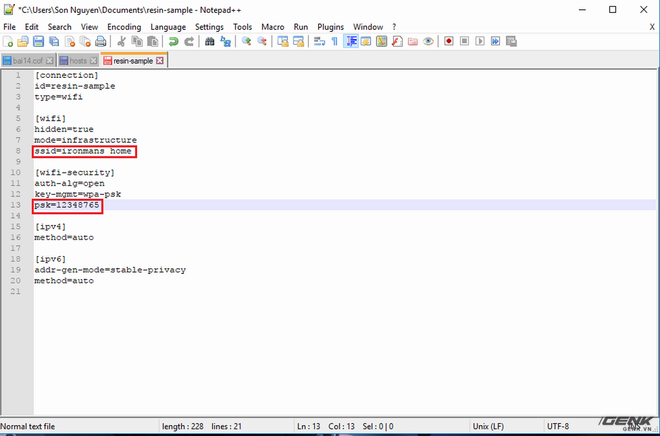 *C:\Users\Son Nguyen\Documents\resin-sample - Notepad++
File Edit Search View Encoding Language Settings Tools Macro Run Plugins Window ? X
bai14.cof hosts resin-sample
1 [connection]
2 id=resin-sample
3 type=wifi
4
5 [wifi]
6 hidden=true
7 mode=infrastructure
8 ssid=ironmans home
9
10 [wifi-security]
11 auth-alg=open
12 key-mgmt=wpa-psk
13 psk=12348765
14
15 [ipv4]
16 method=auto
17
18 [ipv6]
19 addr-gen-mode=stable-privacy
20 method=auto
21
Normal text file length : 228 lines : 21 Ln : 13 Col : 13 Sel : 0 | 0 Unix (LF) UTF-8
GENK
GENK.VN